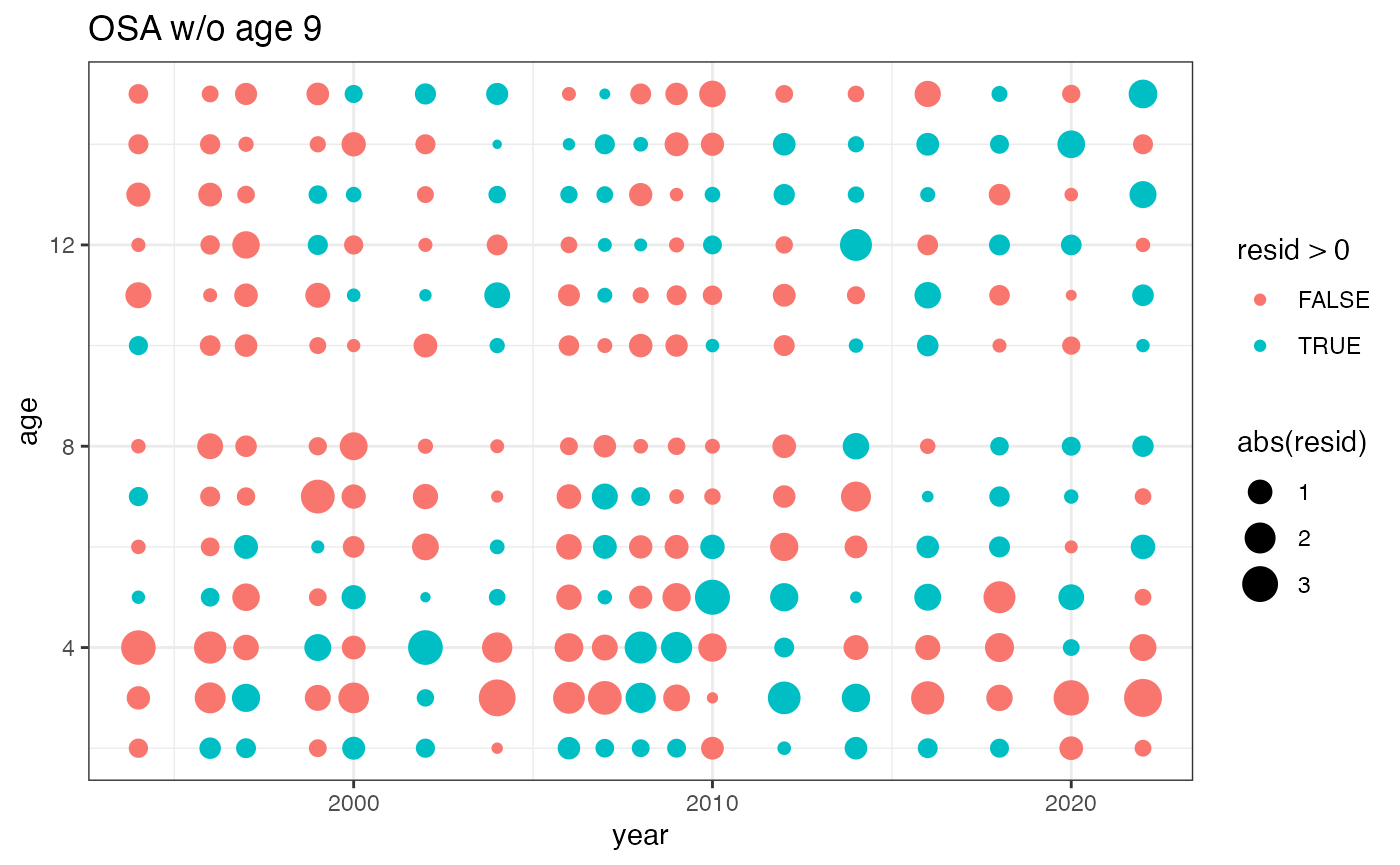 OSA w/o age 9
12
8
4
age
2000
2010
2020
year
resid > 0
FALSE
TRUE
abs(resid)
1
2
3